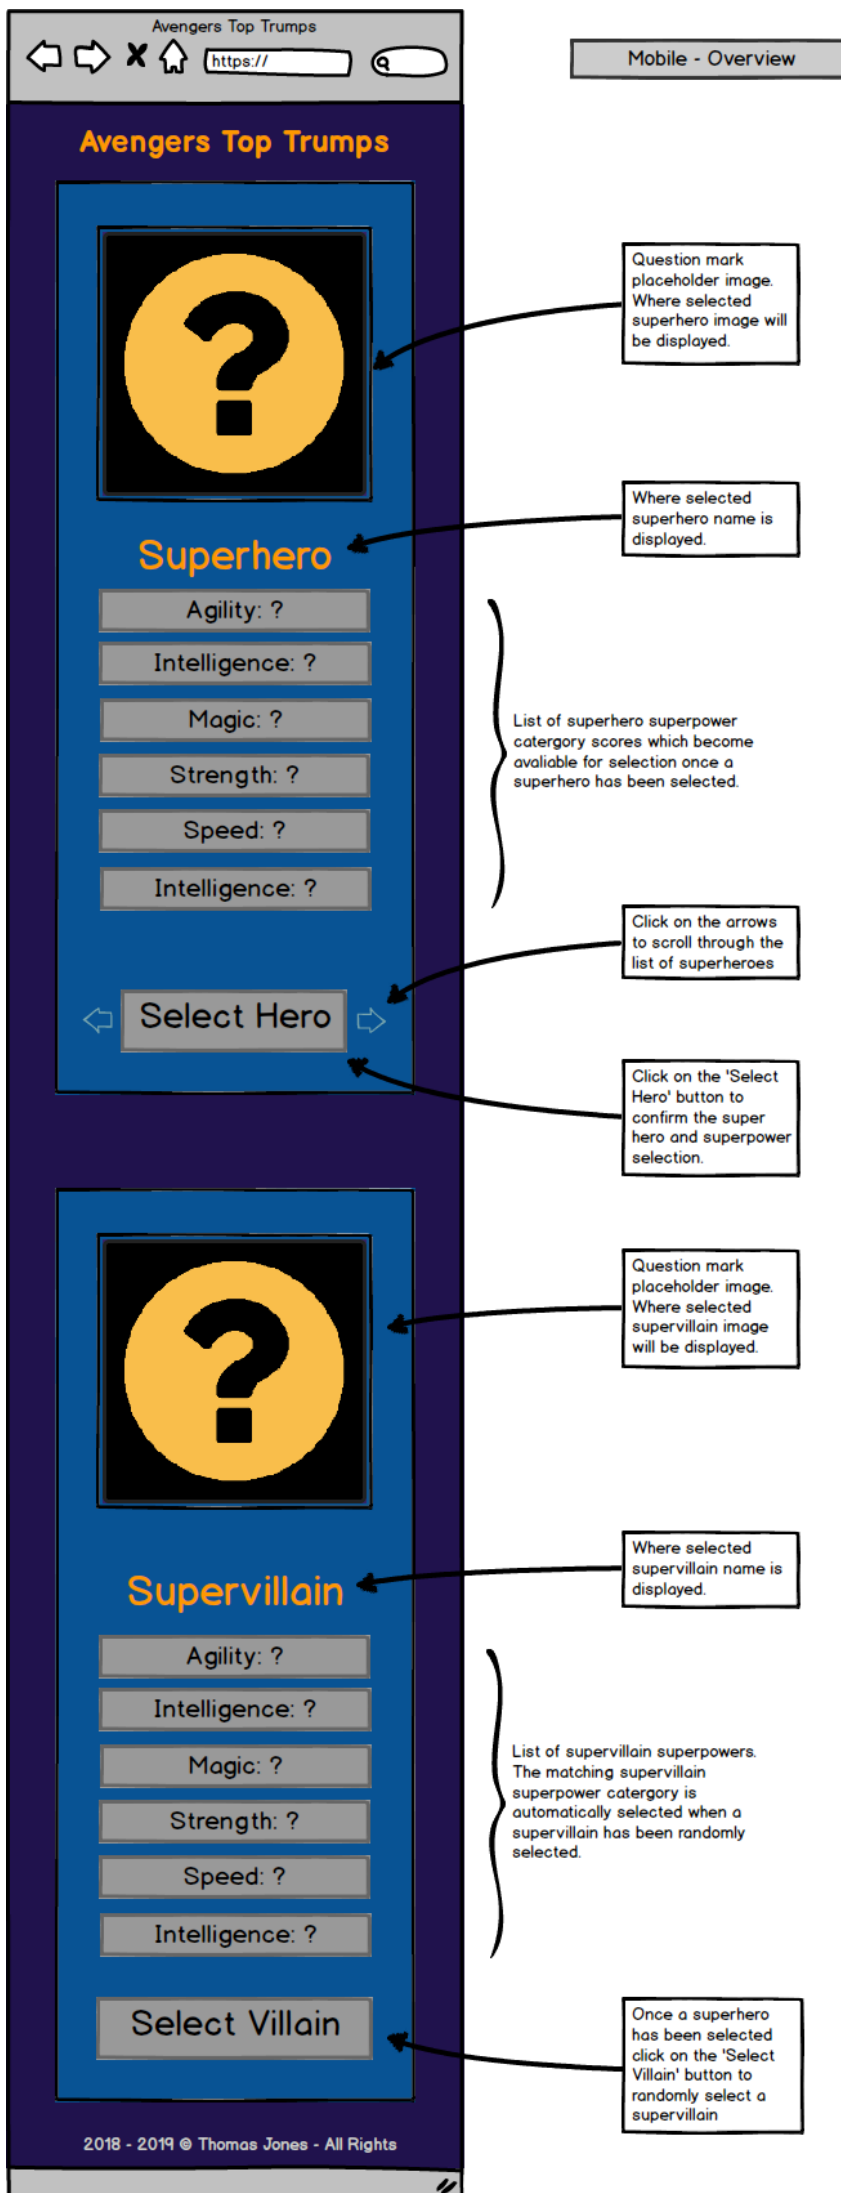 Avengers Top Trumps
https://
Mobile - Overview
Avengers Top Trumps
?
Question mark
placeholder image.
Where selected
superhero image will
be displayed.
Where selected
superhero name is
displayed.
Superhero
Agility: ?
Intelligence: ?
Magic: ?
Strength: ?
Speed: ?
Intelligence: ?
List of superhero superpower
catergory scores which become
avaliable for selection once a
superhero has been selected.
Click on the arrows
to scroll through the
list of superheroes
Select Hero
Click on the 'Select
Hero' button to
confirm the super
hero and superpower
selection.
?
Question mark
placeholder image.
Where selected
supervillain image
will be displayed.
Where selected
supervillain name is
displayed.
Supervillain
Agility: ?
Intelligence: ?
Magic: ?
Strength: ?
Speed: ?
Intelligence: ?
List of supervillain superpowers.
The matching supervillain
superpower catergory is
automatically selected when a
supervillain has been randomly
selected.
Select Villain
Once a superhero
has been selected
click on the 'Select
Villain' button to
randomly select a
supervillain
2018 - 2019 © Thomas Jones - All Rights